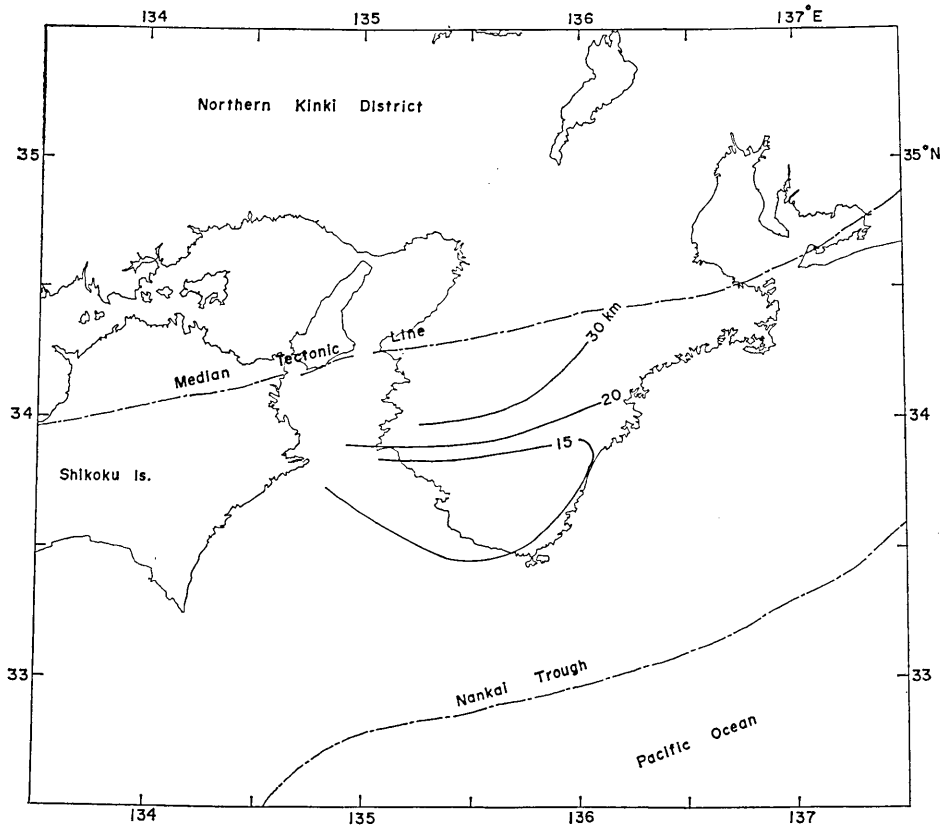 134 135 136 137°E
Northern Kinki District
35 35°N
30 km
Median Tectonic Line
20
34 34
15
Shikoku Is.
33 33
Nankai Trough
Pacific Ocean
134 135 136 137